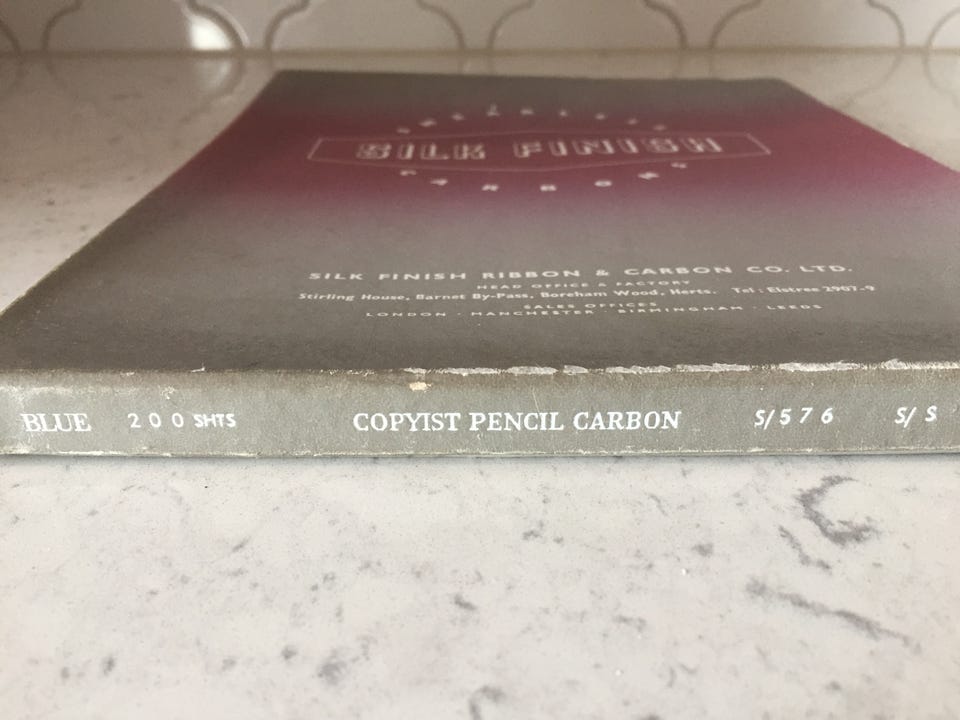 SILK FINISH
CARBONS
SILK FINISH RIBBON & CARBON CO. LTD.
HEAD OFFICE & FACTORY
Stirling House, Barnet By-Pass, Boreham Wood, Herts. Tel: Elstree 2907-9
SALES OFFICES
LONDON · MANCHESTER · BIRMINGHAM · LEEDS
BLUE 200 SHTS COPYIST PENCIL CARBON S/576 S/S